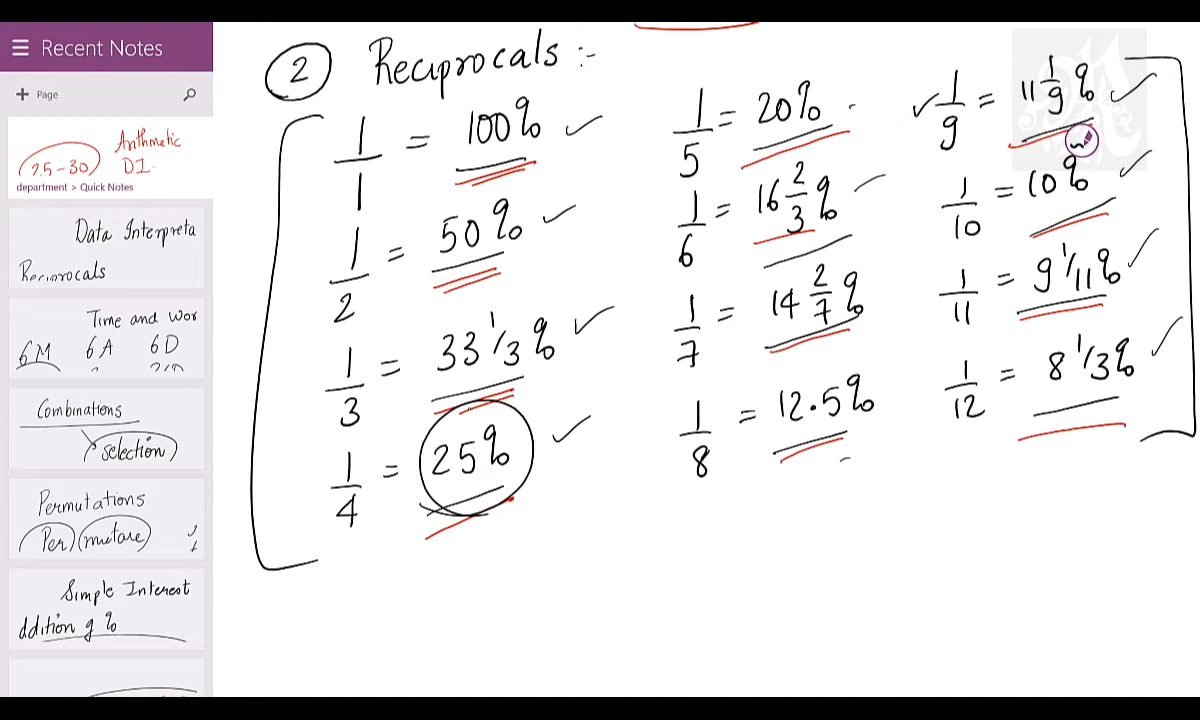 Recent Notes
+ Page
Arithmetic
(25-30) DI.
department > Quick Notes
Data Interpreta
Reciprocals
Time and Wor
6M 6A 6D
Combinations
selection)
Permutations
(Per) (mutare)
Simple Interest
ddition g %
2 Reciprocals :-
1/1 = 100%
1/2 = 50%
1/3 = 33 1/3%
1/4 = 25%
1/5 = 20%
1/6 = 16 2/3%
1/7 = 14 2/7%
1/8 = 12.5%
1/9 = 11 1/9%
1/10 = 10%
1/11 = 9 1/11%
1/12 = 8 1/3%